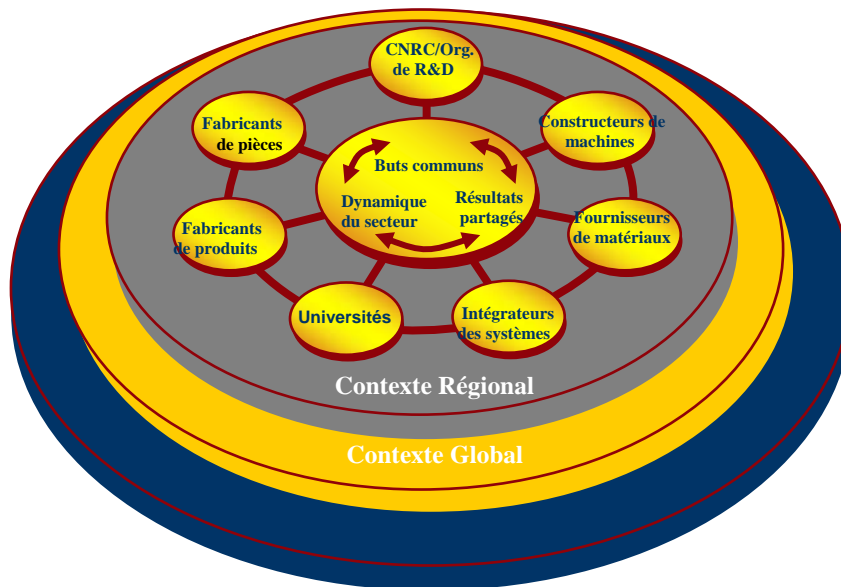 CNRC/Org.
de R&D
Fabricants
de pièces
Constructeurs de
machines
Buts communs
Dynamique
du secteur
Résultats
partagés
Fabricants
de produits
Fournisseurs
de matériaux
Universités
Intégrateurs
des systèmes
Contexte Régional
Contexte Global